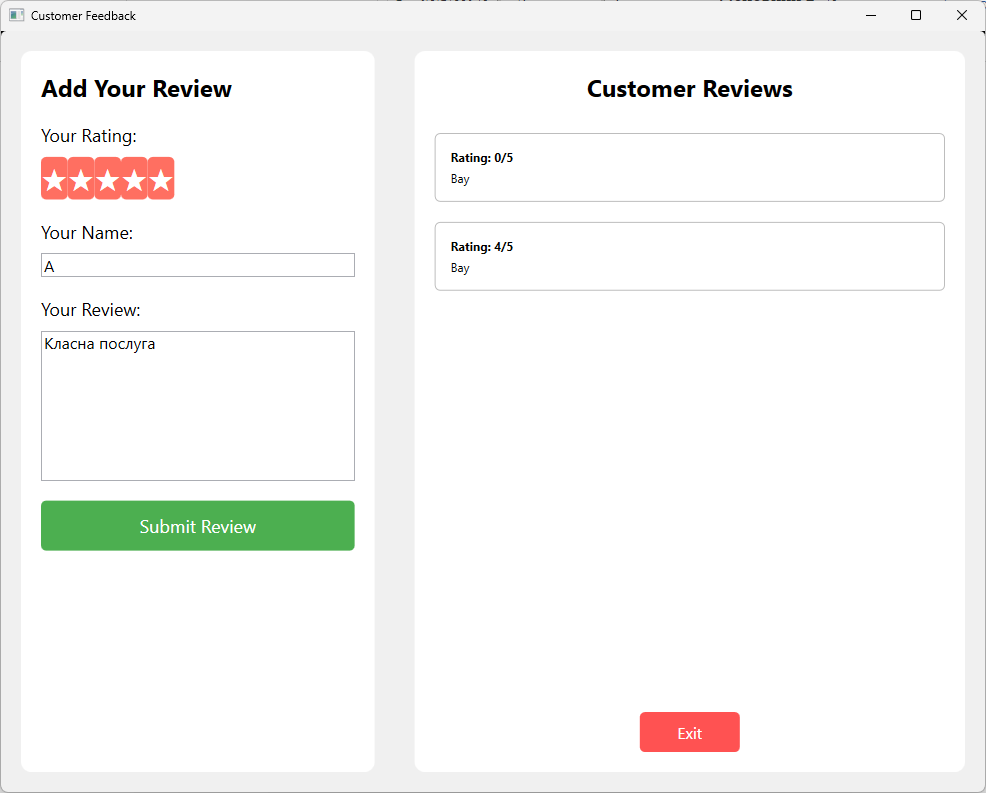 Customer Feedback
Add Your Review
Your Rating:
★★★★★
Your Name:
A
Your Review:
Класна послуга
Submit Review
Customer Reviews
Rating: 0/5
Bay
Rating: 4/5
Bay
Exit